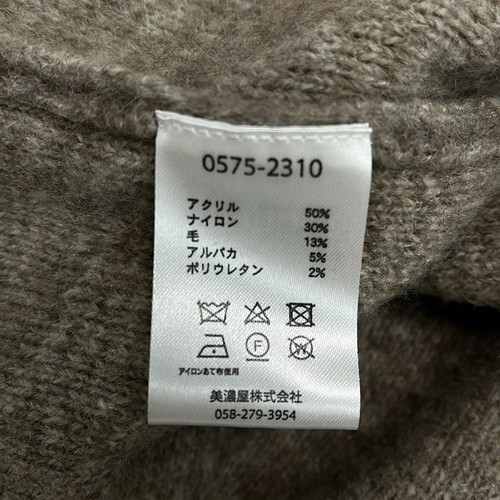 0575-2310
アクリル 50%
ナイロン 30%
毛 13%
アルパカ 5%
ポリウレタン 2%
F W
アイロンあて布使用
美濃屋株式会社
058-279-3954